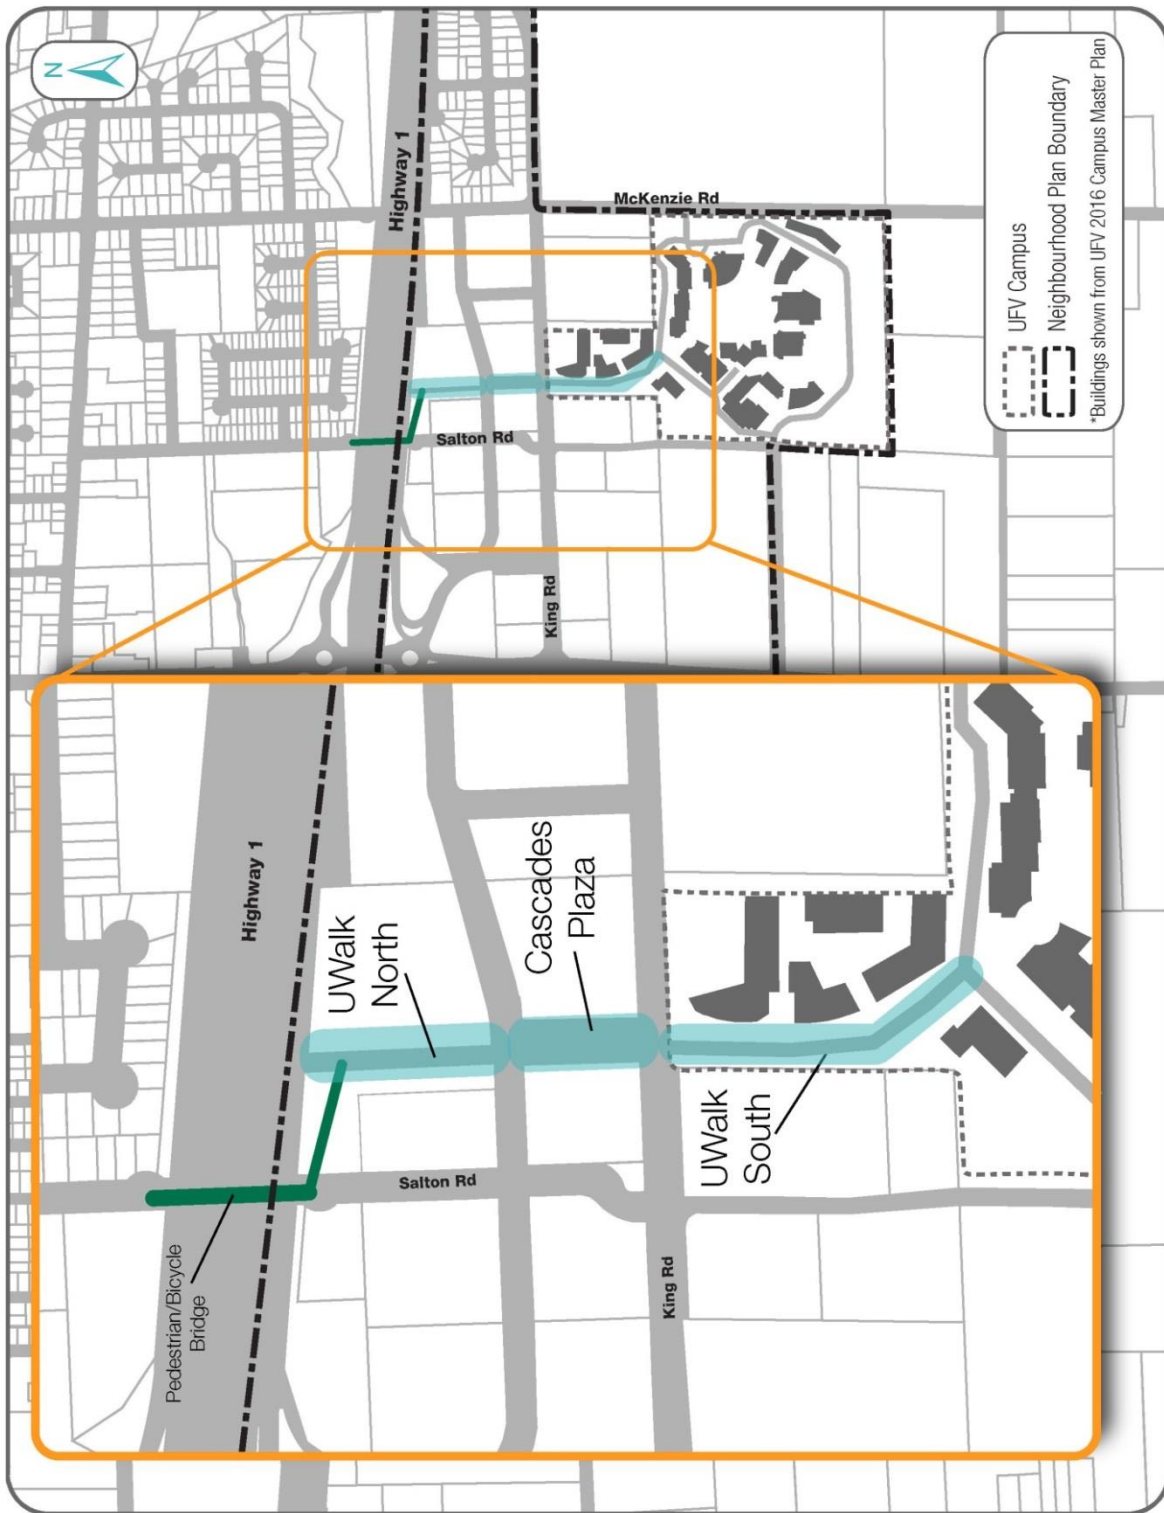 N
Highway 1
McKenzie Rd
Salton Rd
King Rd
UFV Campus
Neighbourhood Plan Boundary
*Buildings shown from UFV 2016 Campus Master Plan
Highway 1
UWalk
North
Cascades
Plaza
UWalk
South
Salton Rd
King Rd
Pedestrian/Bicycle
Bridge